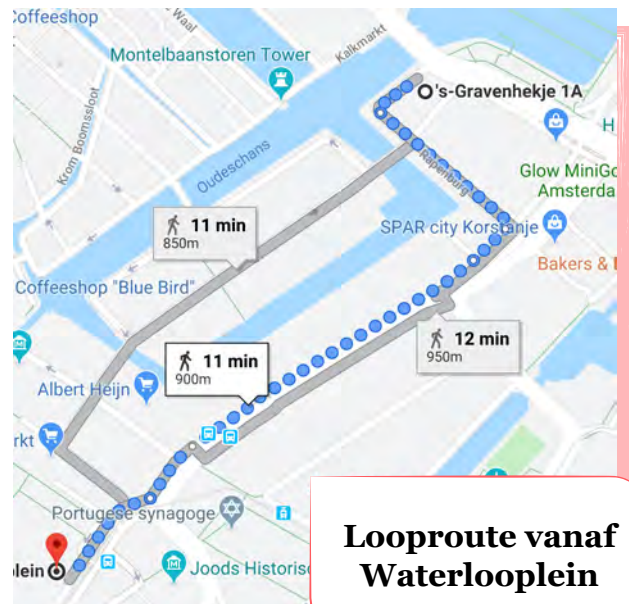 Coffeeshop
Waal
Kalkmarkt
Montelbaanstoren Tower
's-Gravenhekje 1A
Krom Boomssloot
H
Oudeschans
Rapenburg
Glow MiniGo
Amsterda
11 min
850m
SPAR city Korstanje
Bakers &
Coffeeshop "Blue Bird"
12 min
950m
11 min
900m
Albert Heijn
rkt
Portugese synagoge
plein
Joods Historisc
Looproute vanaf
Waterlooplein